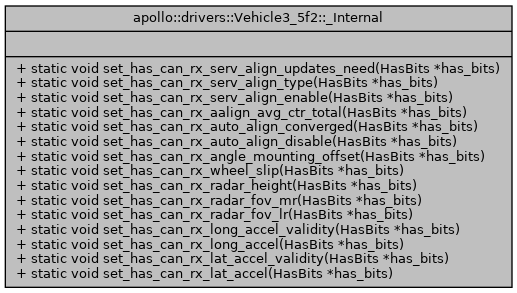 apollo::drivers::Vehicle3_5f2::_Internal
+ static void set_has_can_rx_serv_align_updates_need(HasBits *has_bits)
+ static void set_has_can_rx_serv_align_type(HasBits *has_bits)
+ static void set_has_can_rx_serv_align_enable(HasBits *has_bits)
+ static void set_has_can_rx_aalign_avg_ctr_total(HasBits *has_bits)
+ static void set_has_can_rx_auto_align_converged(HasBits *has_bits)
+ static void set_has_can_rx_auto_align_disable(HasBits *has_bits)
+ static void set_has_can_rx_angle_mounting_offset(HasBits *has_bits)
+ static void set_has_can_rx_wheel_slip(HasBits *has_bits)
+ static void set_has_can_rx_radar_height(HasBits *has_bits)
+ static void set_has_can_rx_radar_fov_mr(HasBits *has_bits)
+ static void set_has_can_rx_radar_fov_lr(HasBits *has_bits)
+ static void set_has_can_rx_long_accel_validity(HasBits *has_bits)
+ static void set_has_can_rx_long_accel(HasBits *has_bits)
+ static void set_has_can_rx_lat_accel_validity(HasBits *has_bits)
+ static void set_has_can_rx_lat_accel(HasBits *has_bits)